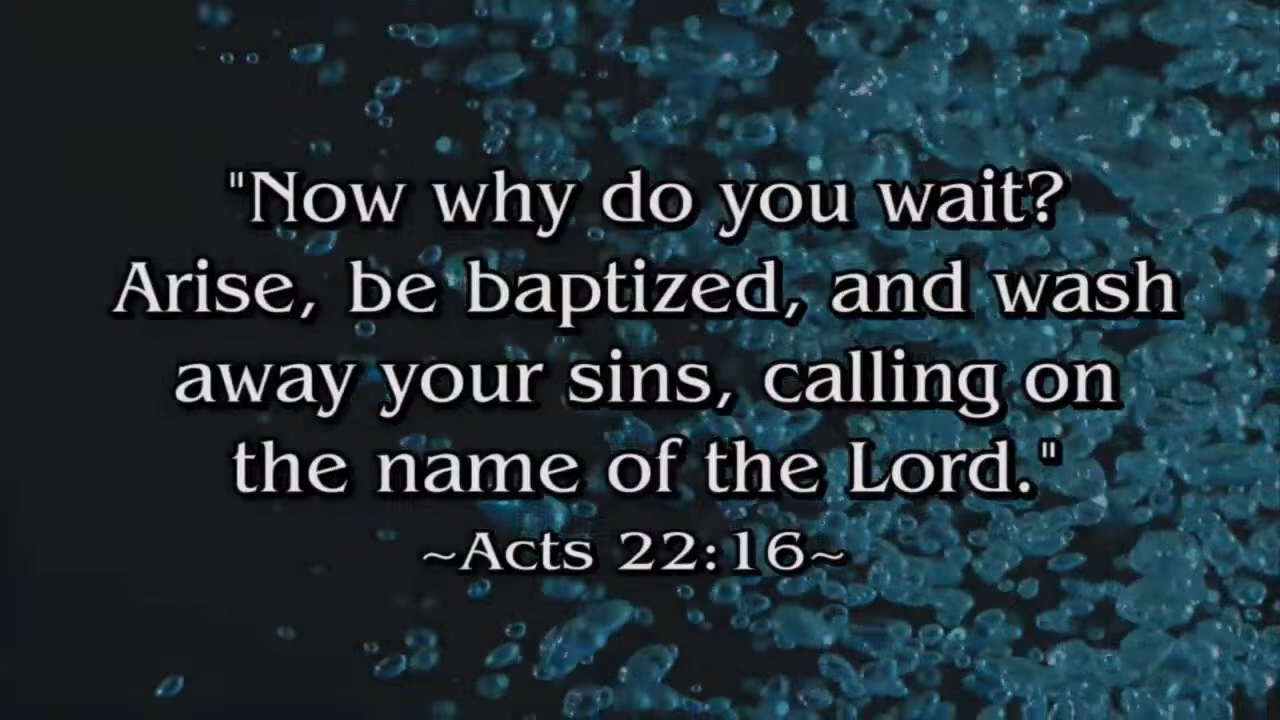 "Now why do you wait?
Arise, be baptized, and wash
away your sins, calling on
the name of the Lord."
~Acts 22:16~